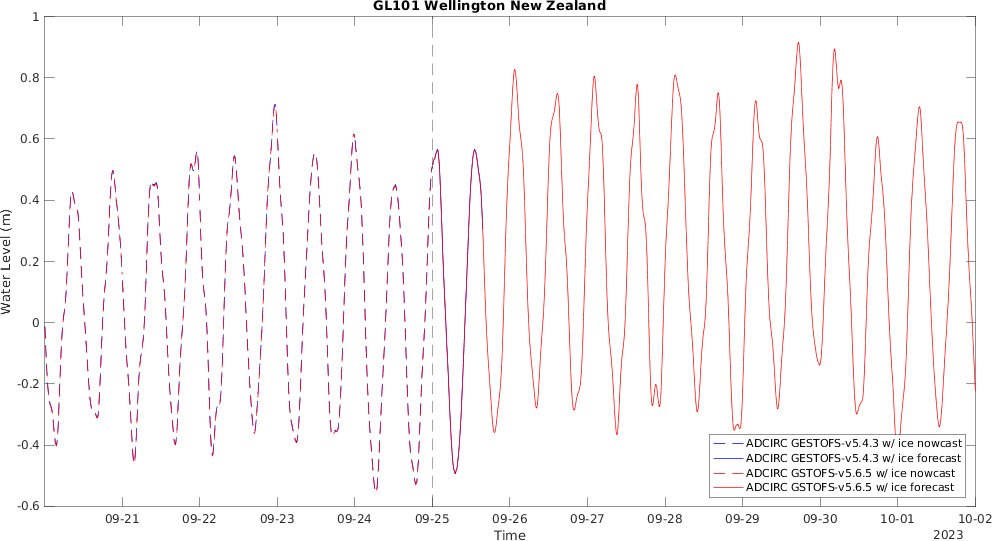 GL101 Wellington New Zealand
1
0.8
0.6
0.4
0.2
0
-0.2
-0.4
-0.6
Water Level (m)
09-21 09-22 09-23 09-24 09-25 09-26 09-27 09-28 09-29 09-30 10-01 10-02
Time
2023
ADCIRC GESTOFS-v5.4.3 w/ ice nowcast
ADCIRC GESTOFS-v5.4.3 w/ ice forecast
ADCIRC GSTOFS-v5.6.5 w/ ice nowcast
ADCIRC GSTOFS-v5.6.5 w/ ice forecast